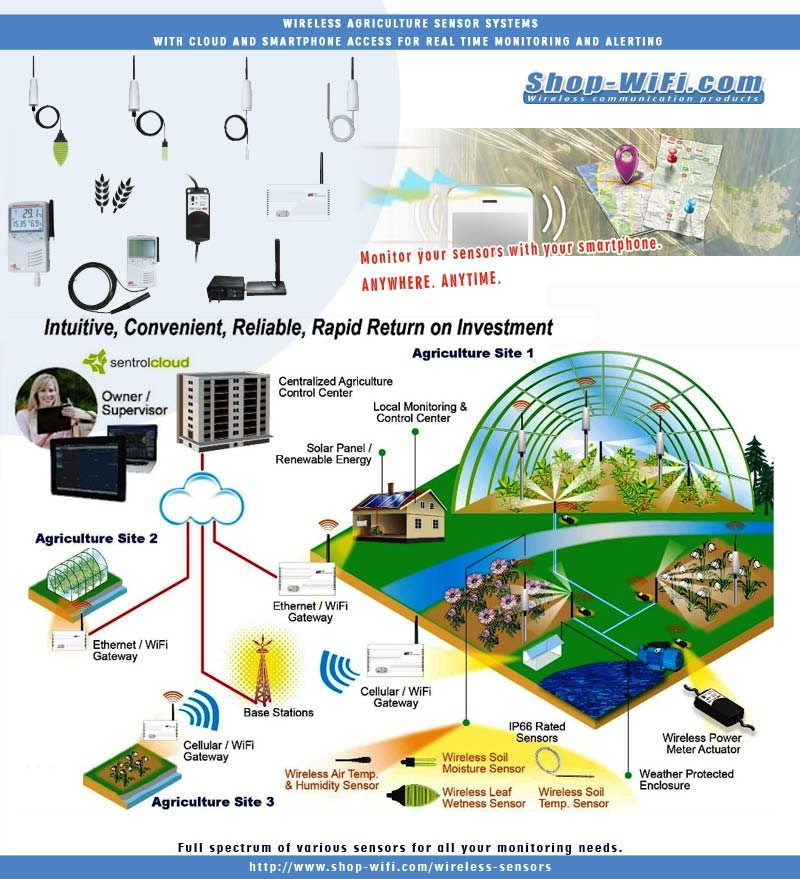 WIRELESS AGRICULTURE SENSOR SYSTEMS
WITH CLOUD AND SMARTPHONE ACCESS FOR REAL TIME MONITORING AND ALERTING
Shop-WiFi.com
Wireless communication products
29.1
Monitor your sensors with your smartphone.
ANYWHERE. ANYTIME.
Intuitive, Convenient, Reliable, Rapid Return on Investment
sentrolcloud
Owner /
Supervisor
Centralized Agriculture
Control Center
Agriculture Site 1
Local Monitoring &
Control Center
Solar Panel /
Renewable Energy
Agriculture Site 2
Ethernet / WiFi
Gateway
Ethernet / WiFi
Gateway
Cellular / WiFi
Gateway
Base Stations
Cellular / WiFi
Gateway
Agriculture Site 3
IP66 Rated
Sensors
Wireless Air Temp.
& Humidity Sensor
Wireless Soil
Moisture Sensor
Wireless Leaf
Wetness Sensor
Wireless Soil
Temp. Sensor
Wireless Power
Meter Actuator
Weather Protected
Enclosure
Full spectrum of various sensors for all your monitoring needs.
http://www.shop-wifi.com/wireless-sensors